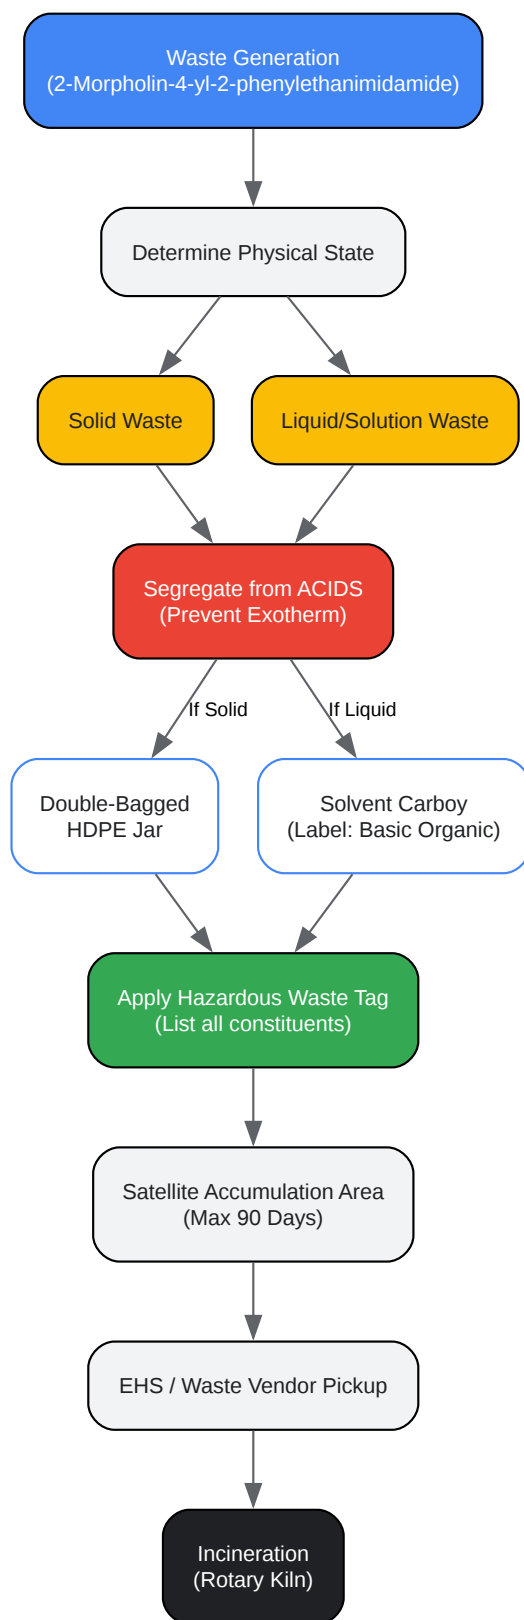 Waste Generation
(2-Morpholin-4-yl-2-phenylethanimidamide)
Determine Physical State
Solid Waste
Liquid/Solution Waste
Segregate from ACIDS
(Prevent Exotherm)
If Solid
If Liquid
Double-Bagged
HDPE Jar
Solvent Carboy
(Label: Basic Organic)
Apply Hazardous Waste Tag
(List all constituents)
Satellite Accumulation Area
(Max 90 Days)
EHS / Waste Vendor Pickup
Incineration
(Rotary Kiln)